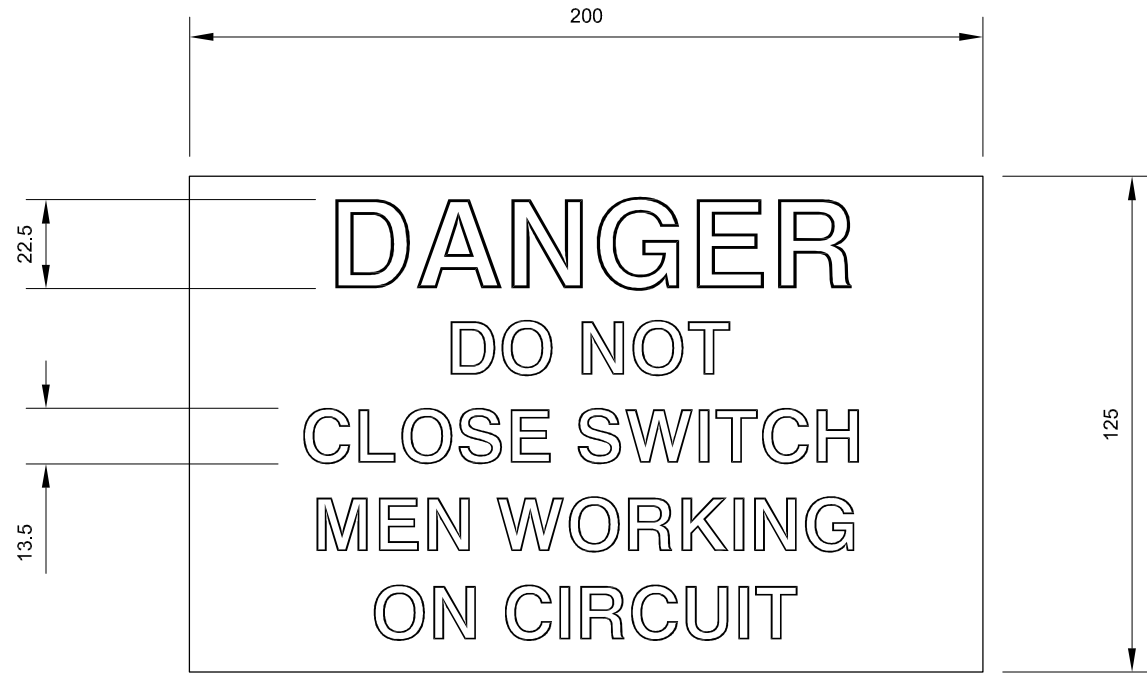 200
22.5
DANGER
DO NOT
CLOSE SWITCH
125
13.5
MEN WORKING
ON CIRCUIT